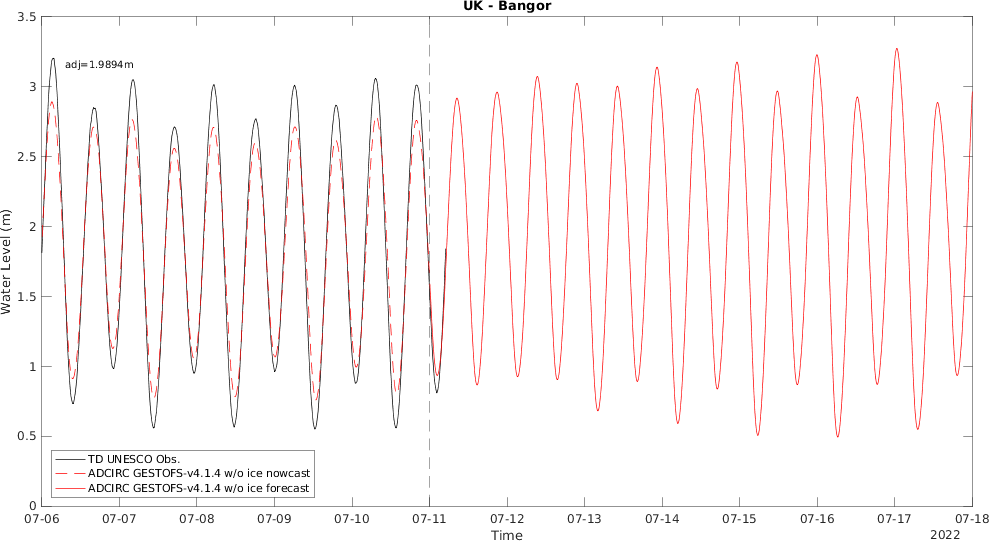 UK - Bangor
adj=1.9894m
3.5
3
2.5
2
1.5
1
0.5
0
Water Level (m)
TD UNESCO Obs.
ADCIRC GESTOFS-v4.1.4 w/o ice nowcast
ADCIRC GESTOFS-v4.1.4 w/o ice forecast
07-06 07-07 07-08 07-09 07-10 07-11 07-12 07-13 07-14 07-15 07-16 07-17 07-18
Time
2022